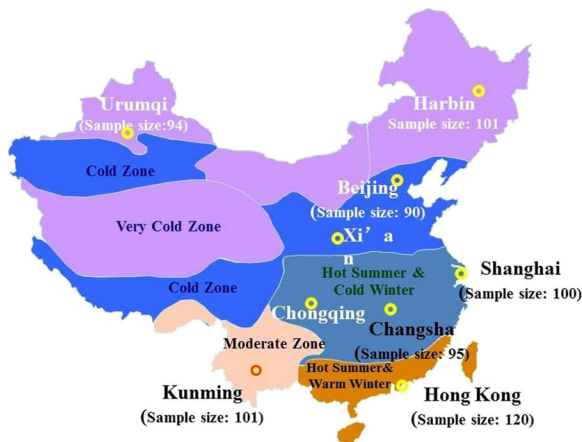 Urumqi
(Sample size:94)
Harbin
Sample size: 101
Cold Zone
Beijing
(Sample size: 90)
Very Cold Zone
Xi' a
n
Hot Summer &
Cold Winter
Shanghai
(Sample size: 100)
Cold Zone
Chongqing
Changsha
(Sample size: 95)
Moderate Zone
Hot Summer&
Warm Winter
Kunming
(Sample size: 101)
Hong Kong
(Sample size: 120)